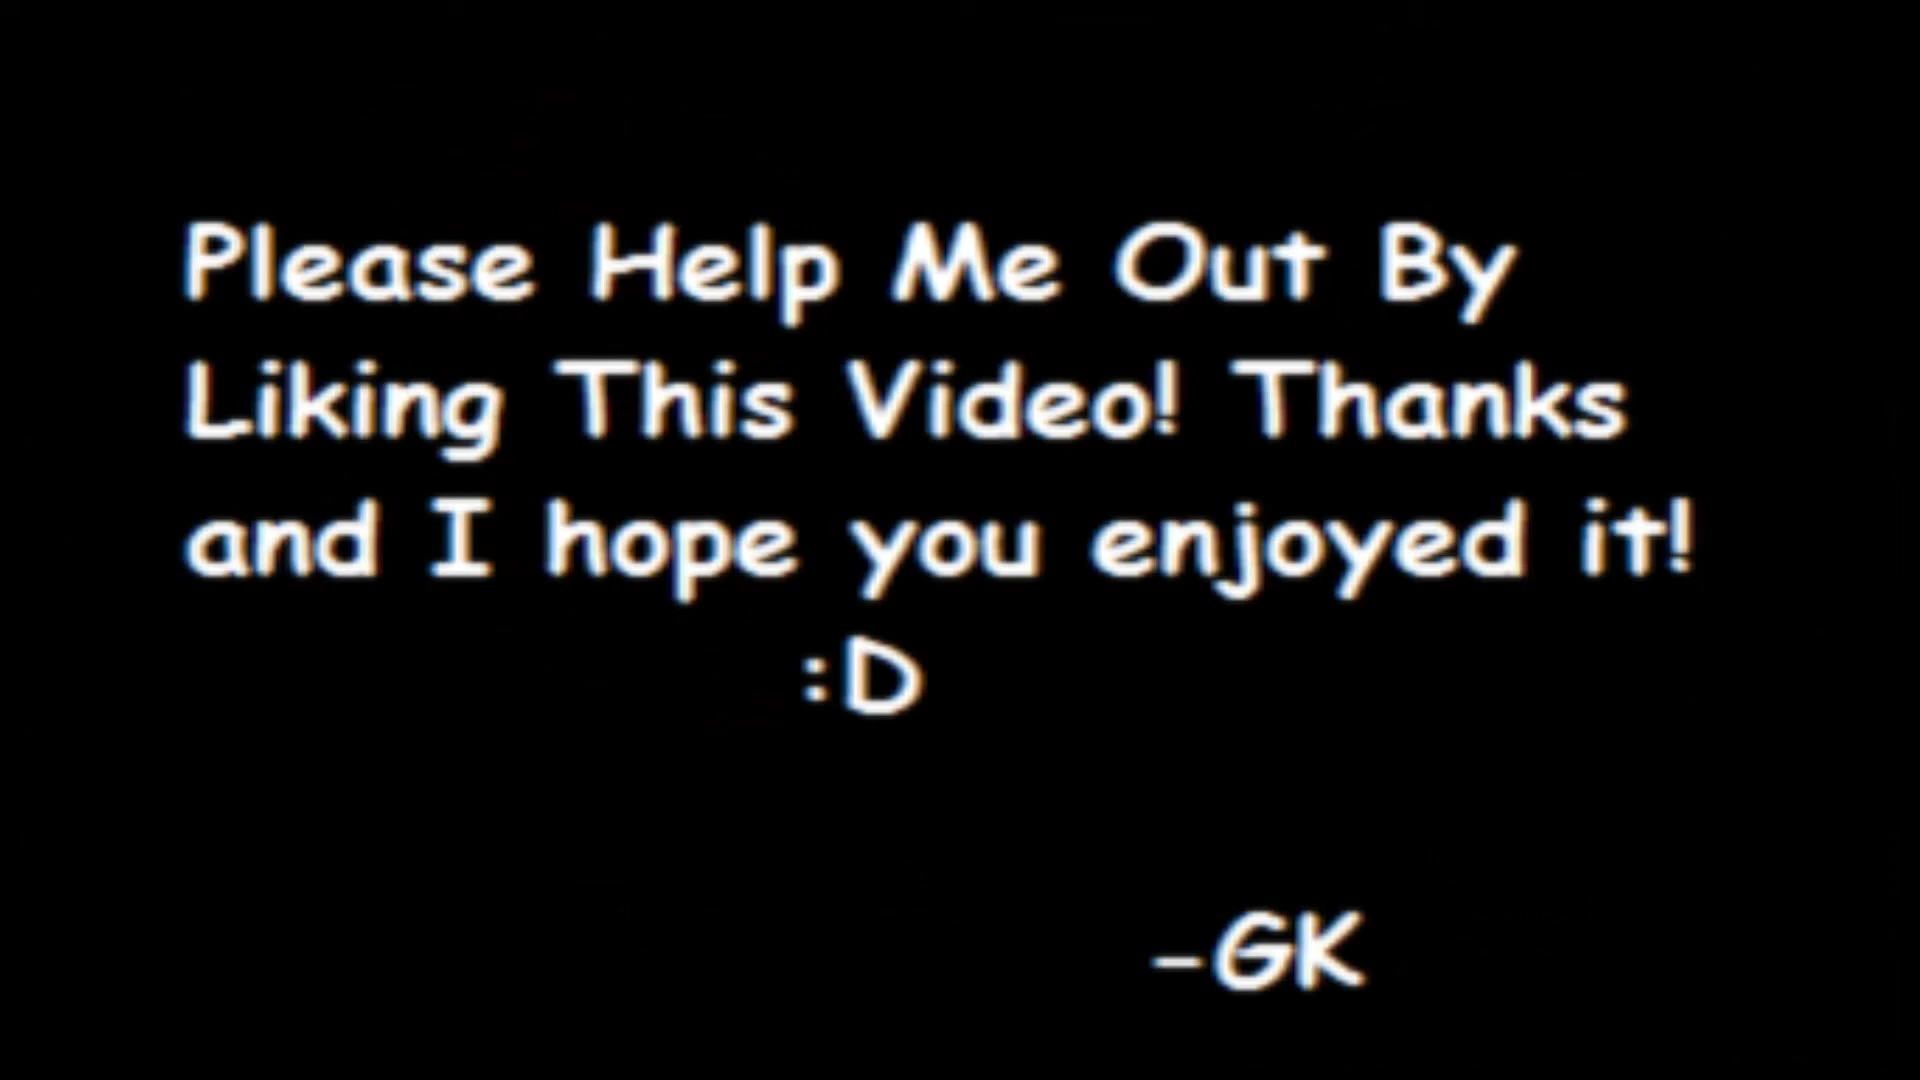 Please Help Me Out By
Liking This Video! Thanks
and I hope you enjoyed it!
:D
-GK